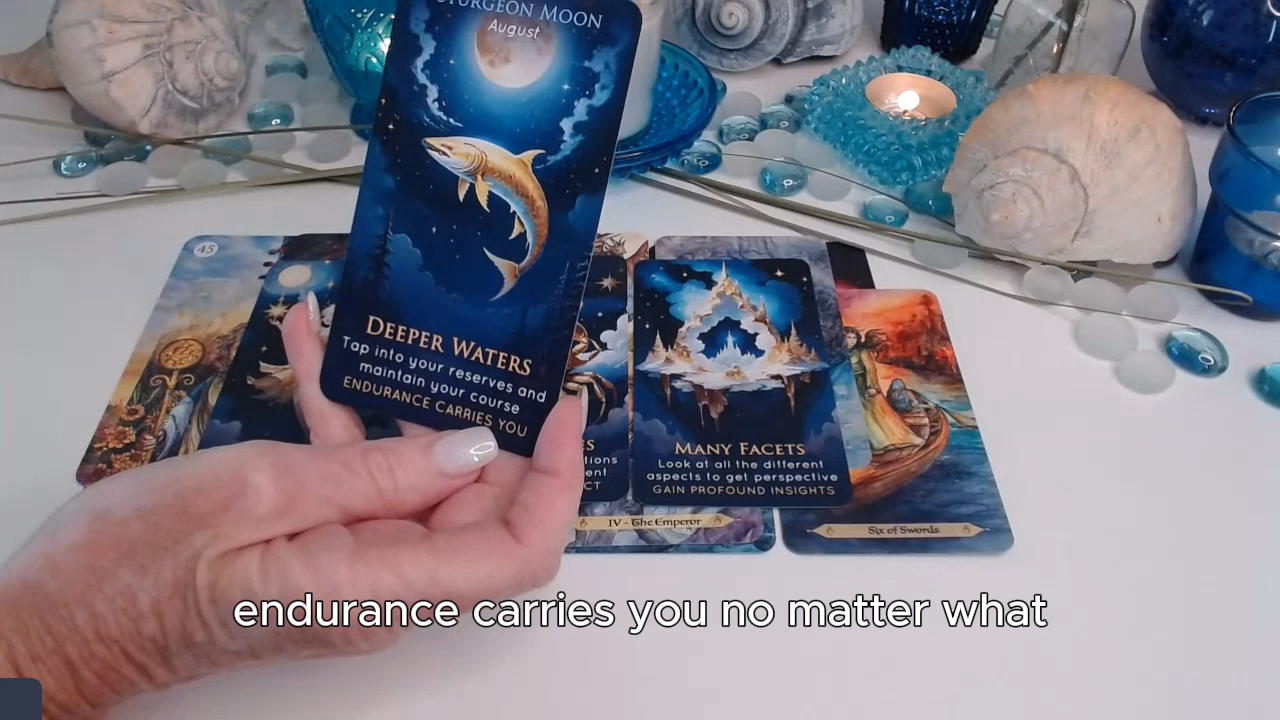 STURGEON MOON
August
45
DEEPER WATERS
Tap into your reserves and
maintain your course
ENDURANCE CARRIES YOU
MANY FACETS
Look at all the different
aspects to get perspective
GAIN PROFOUND INSIGHTS
IV - The Emperor
Six of Swords
endurance carries you no matter what